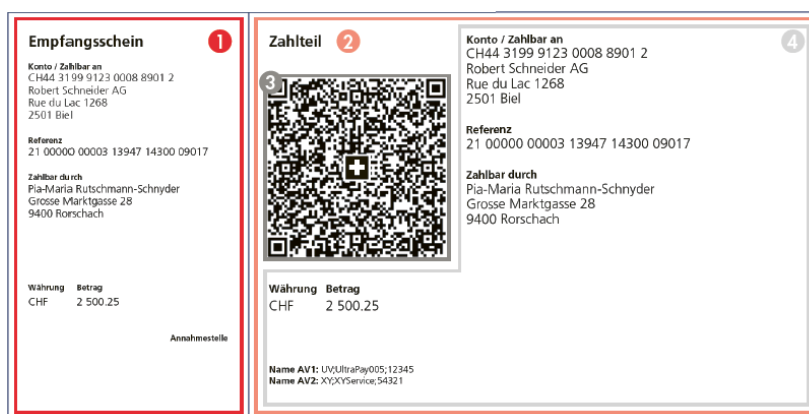 Empfangsschein
1
Konto / Zahlbar an
CH44 3199 9123 0008 8901 2
Robert Schneider AG
Rue du Lac 1268
2501 Biel
Referenz
21 00000 00003 13947 14300 09017
Zahlbar durch
Pia-Maria Rutschmann-Schnyder
Grosse Marktgasse 28
9400 Rorschach
Währung Betrag
CHF 2 500.25
Annahmestelle
Zahlteil
2
3
Währung Betrag
CHF 2 500.25
Name AV1: UV;UltraPay005;12345
Name AV2: XY;XYService;54321
4
Konto / Zahlbar an
CH44 3199 9123 0008 8901 2
Robert Schneider AG
Rue du Lac 1268
2501 Biel
Referenz
21 00000 00003 13947 14300 09017
Zahlbar durch
Pia-Maria Rutschmann-Schnyder
Grosse Marktgasse 28
9400 Rorschach